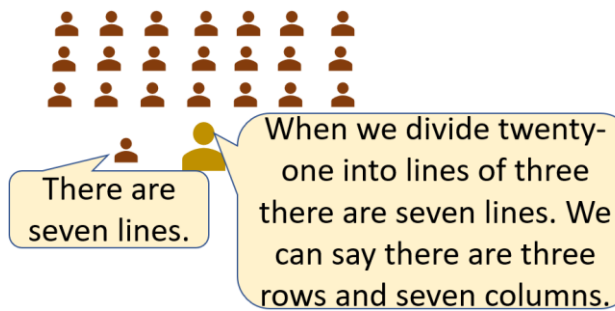 There are
seven lines.
When we divide twenty-
one into lines of three
there are seven lines. We
can say there are three
rows and seven columns.